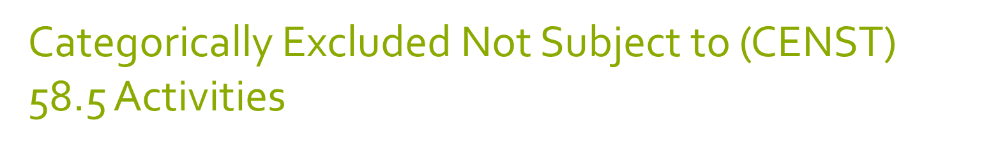 Categorically Excluded Not Subject to (CENST)
58.5 Activities